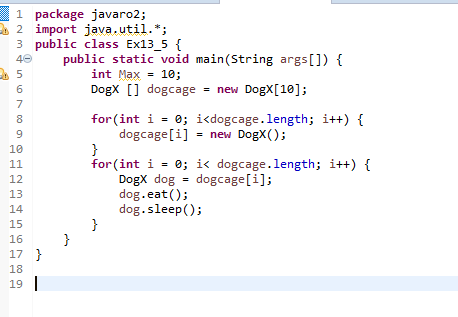 1 package javaro2;
2 import java.util.*;
3 public class Ex13_5 {
4 public static void main(String args[]) {
5 int Max = 10;
6 DogX [] dogcage = new DogX[10];
7
8 for(int i = 0; i<dogcage.length; i++) {
9 dogcage[i] = new DogX();
10 }
11 for(int i = 0; i< dogcage.length; i++) {
12 DogX dog = dogcage[i];
13 dog.eat();
14 dog.sleep();
15 }
16 }
17 }
18
19